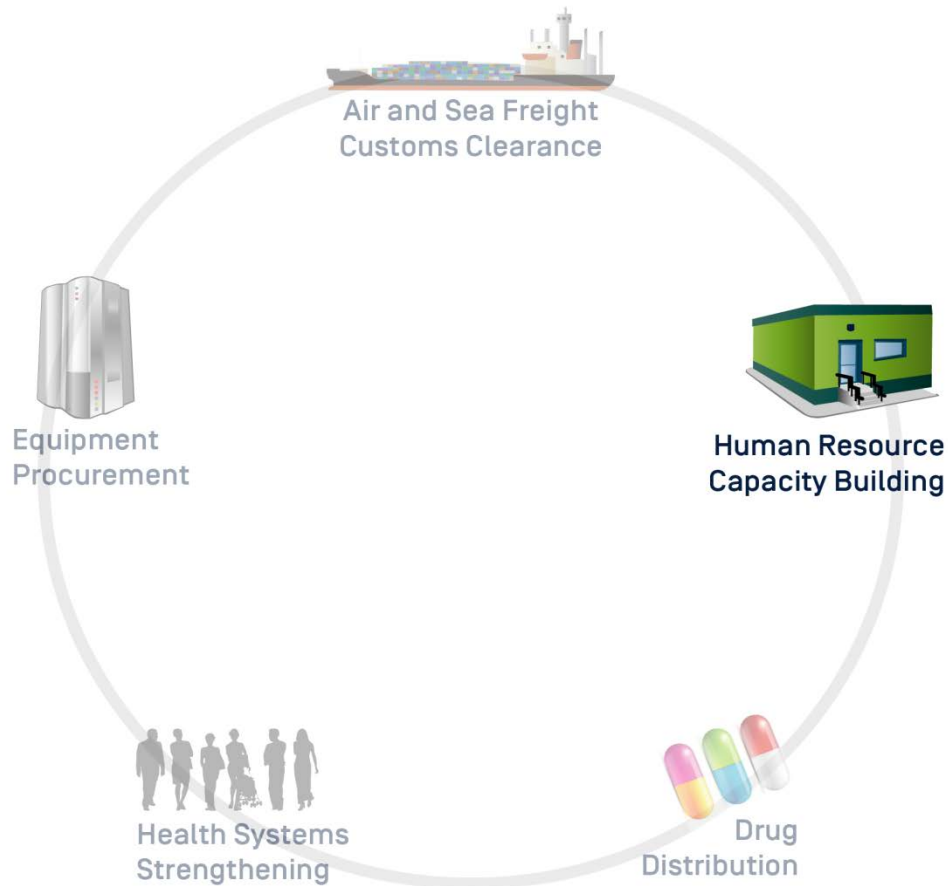 Air and Sea Freight
Customs Clearance
Equipment
Procurement
Human Resource
Capacity Building
Health Systems
Strengthening
Drug
Distribution